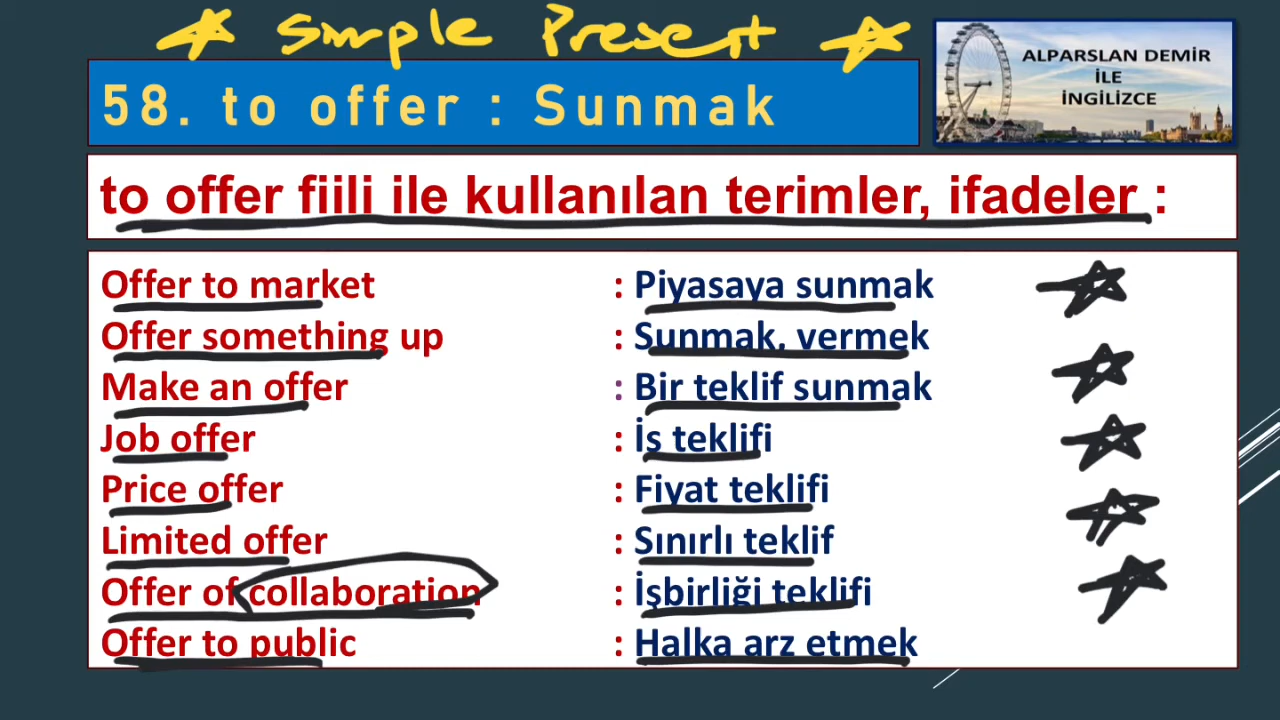 Simple Present
58. to offer : Sunmak
ALPARSLAN DEMİR
İLE
İNGİLİZCE
to offer fiili ile kullanılan terimler, ifadeler :
Offer to market : Piyasaya sunmak
Offer something up : Sunmak, vermek
Make an offer : Bir teklif sunmak
Job offer : İş teklifi
Price offer : Fiyat teklifi
Limited offer : Sınırlı teklif
Offer of collaboration : İşbirliği teklifi
Offer to public : Halka arz etmek